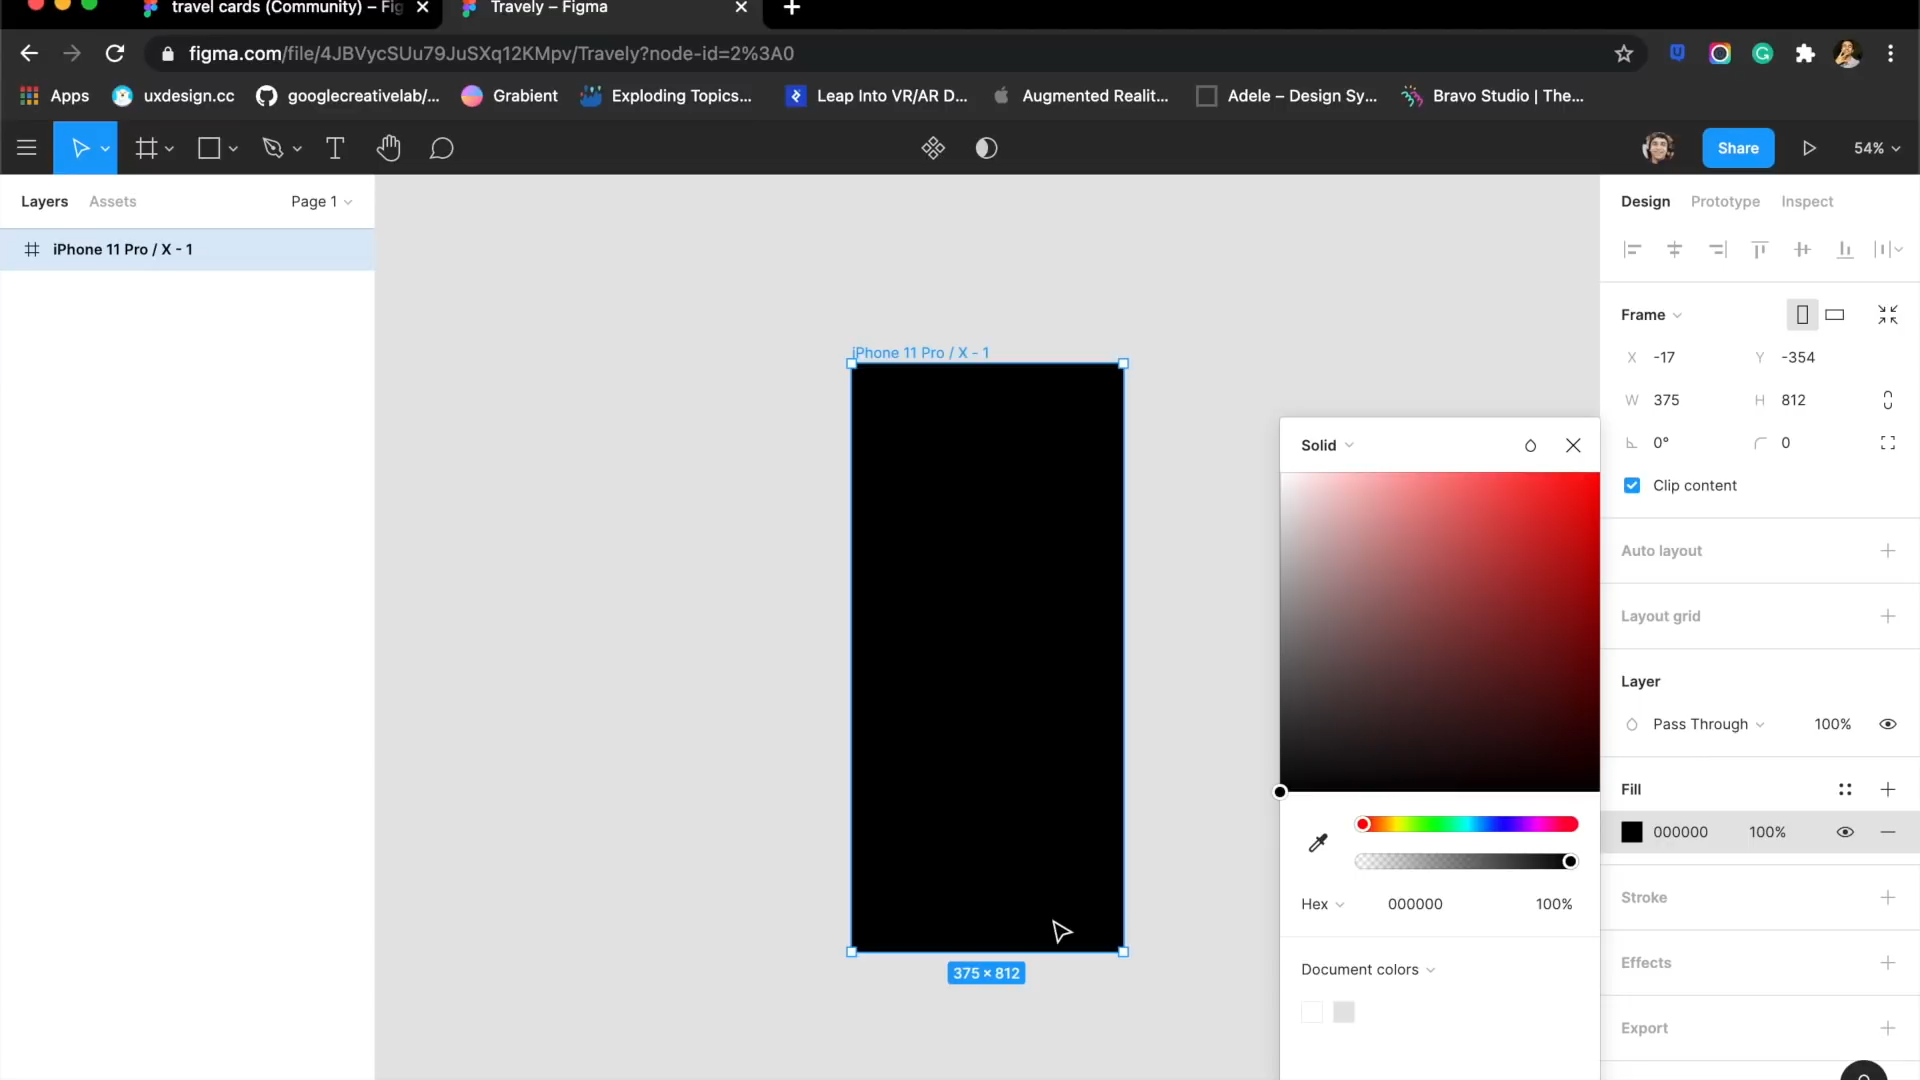 travel cards (Community) – Fig
Travely – Figma
figma.com/file/4JBVycSUu79JuSXq12KMpv/Travely?node-id=2%3A0
Apps
uxdesign.cc
googlecreativelab/...
Grabient
Exploding Topics...
Leap Into VR/AR D...
Augmented Realit...
Adele – Design Sy...
Bravo Studio | The...
Share
54%
Layers
Assets
Page 1
Design
Prototype
Inspect
iPhone 11 Pro / X - 1
Frame
iPhone 11 Pro / X - 1
X -17
Y -354
W 375
H 812
0°
0
Solid
Clip content
Auto layout
Layout grid
Layer
Pass Through
100%
Fill
000000 100%
Hex
000000
100%
Stroke
375 × 812
Document colors
Effects
Export